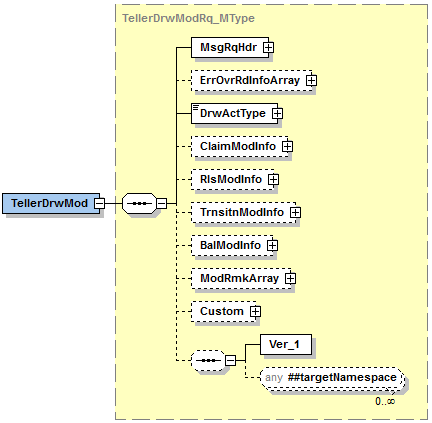 TellerDrwModRq_MType
MsgRqHdr
ErrOvrRdInfoArray
DrwActType
ClaimModInfo
RlsModInfo
TellerDrwMod
TrnsitnModInfo
BalModInfo
ModRmkArray
Custom
Ver_1
any ##targetNamespace
0..∞